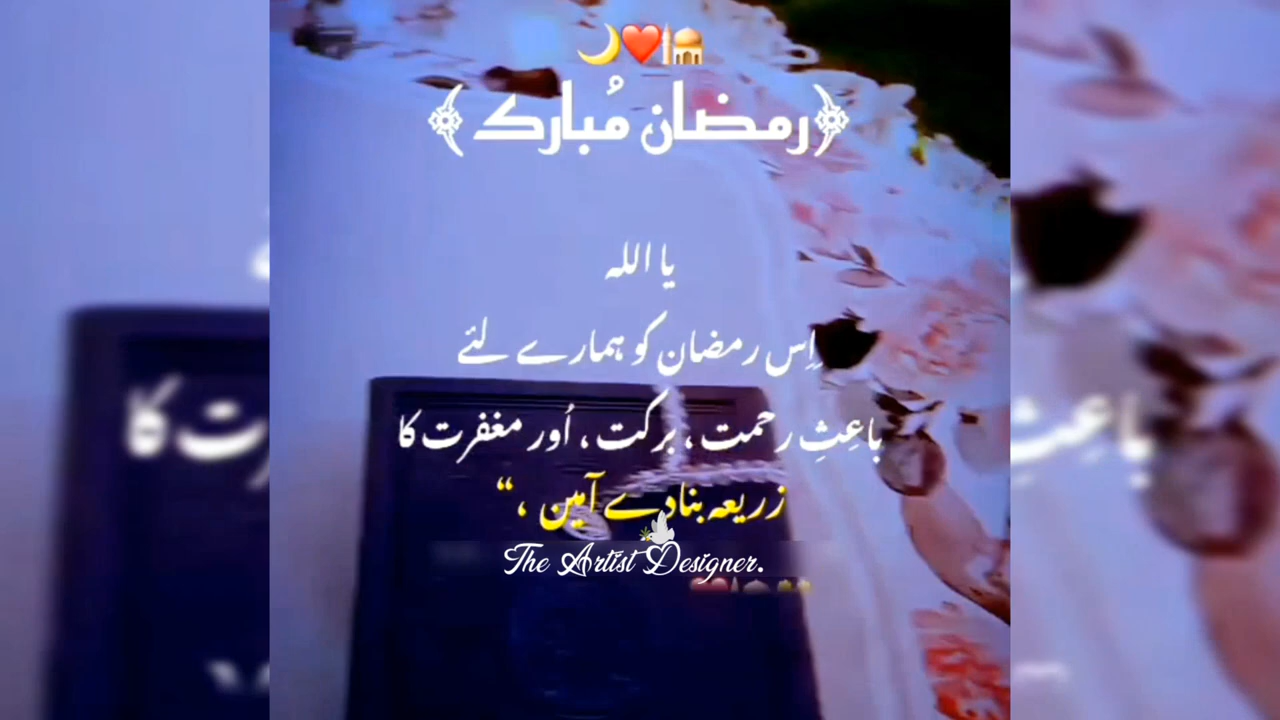 🌙❤️🕌
﴿رمضان مُبارک﴾
یا اللہ
اِس رمضان کو ہمارے لئے
باعِثِ رحمت ، برکت ، اُور مغفرت کا
زریعہ بنادے آمین ، “
The Artist Designer.